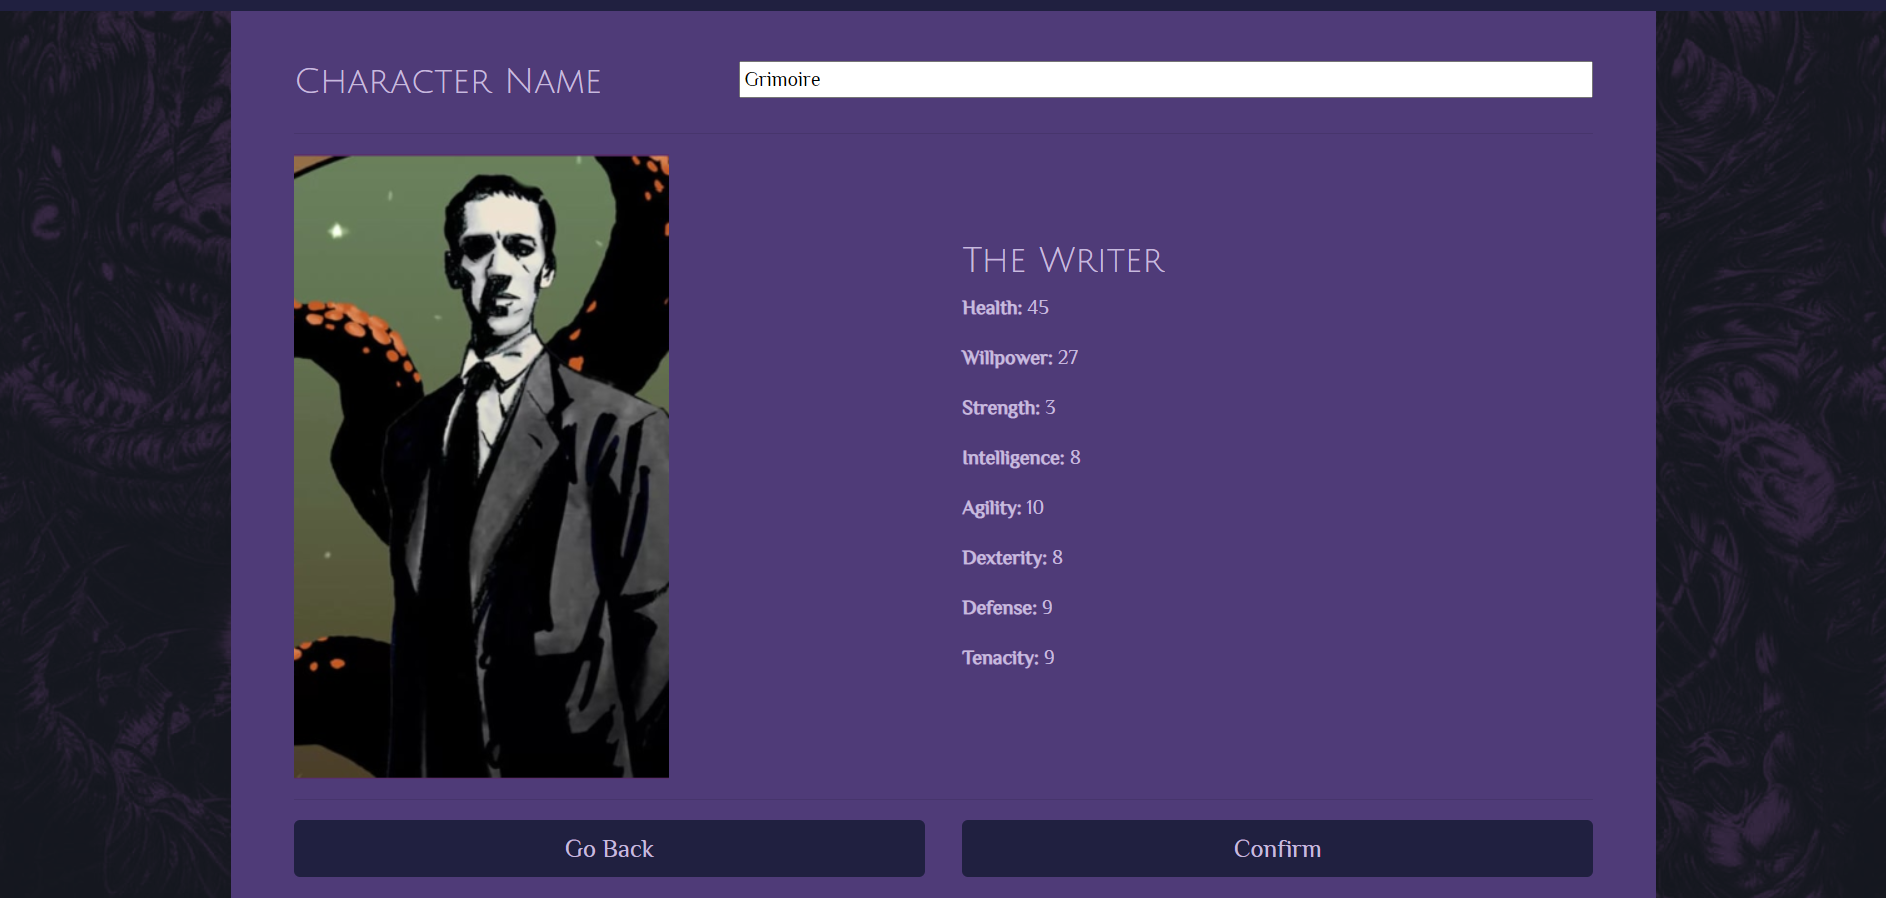 Character Name
Grimoire
The Writer
Health: 45
Willpower: 27
Strength: 3
Intelligence: 8
Agility: 10
Dexterity: 8
Defense: 9
Tenacity: 9
Go Back
Confirm